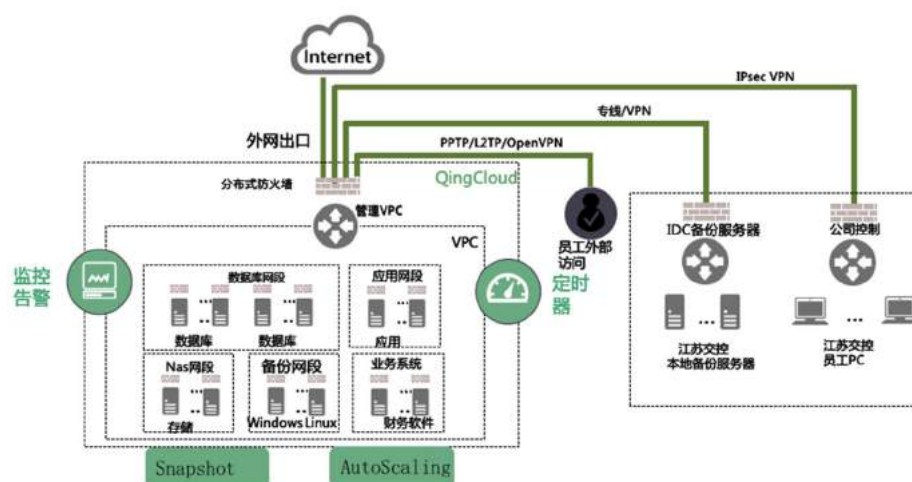 Internet
IPsec VPN
专线/VPN
外网出口
PPTP/L2TP/OpenVPN
分布式防火墙
QingCloud
管理VPC
VPC
员工外部
访问
IDC备份服务器
公司控制
监控
告警
数据库网段
应用网段
定时
器
数据库
数据库
应用
江苏交控
本地备份服务器
江苏交控
员工PC
Nas网段
备份网段
业务系统
存储
Windows Linux
财务软件
Snapshot
AutoScaling